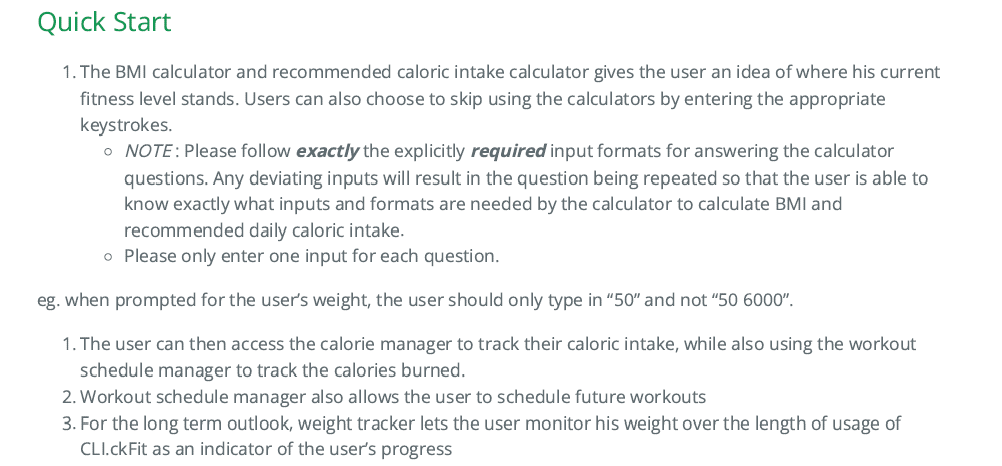 Quick Start
1. The BMI calculator and recommended caloric intake calculator gives the user an idea of where his current
fitness level stands. Users can also choose to skip using the calculators by entering the appropriate
keystrokes.
○ NOTE : Please follow exactly the explicitly required input formats for answering the calculator
questions. Any deviating inputs will result in the question being repeated so that the user is able to
know exactly what inputs and formats are needed by the calculator to calculate BMI and
recommended daily caloric intake.
○ Please only enter one input for each question.
eg. when prompted for the user’s weight, the user should only type in “50” and not “50 6000”.
1. The user can then access the calorie manager to track their caloric intake, while also using the workout
schedule manager to track the calories burned.
2. Workout schedule manager also allows the user to schedule future workouts
3. For the long term outlook, weight tracker lets the user monitor his weight over the length of usage of
CLI.ckFit as an indicator of the user’s progress